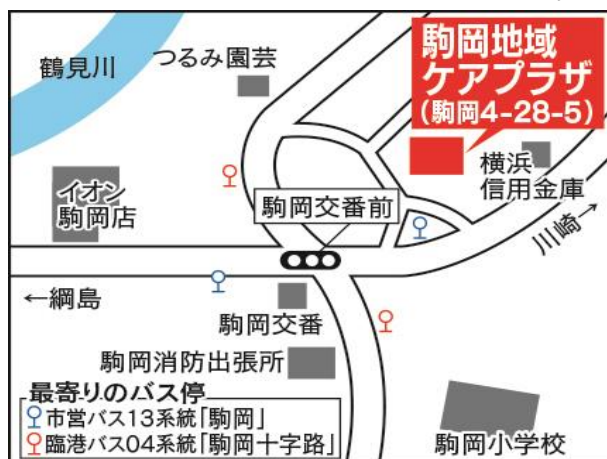 鶴見川
つるみ園芸
駒岡地域
ケアプラザ
(駒岡4-28-5)
横浜
信用金庫
イオン
駒岡店
駒岡交番前
川崎→
←綱島
駒岡交番
駒岡消防出張所
駒岡小学校
最寄りのバス停
市営バス13系統「駒岡」
臨港バス04系統「駒岡十字路」